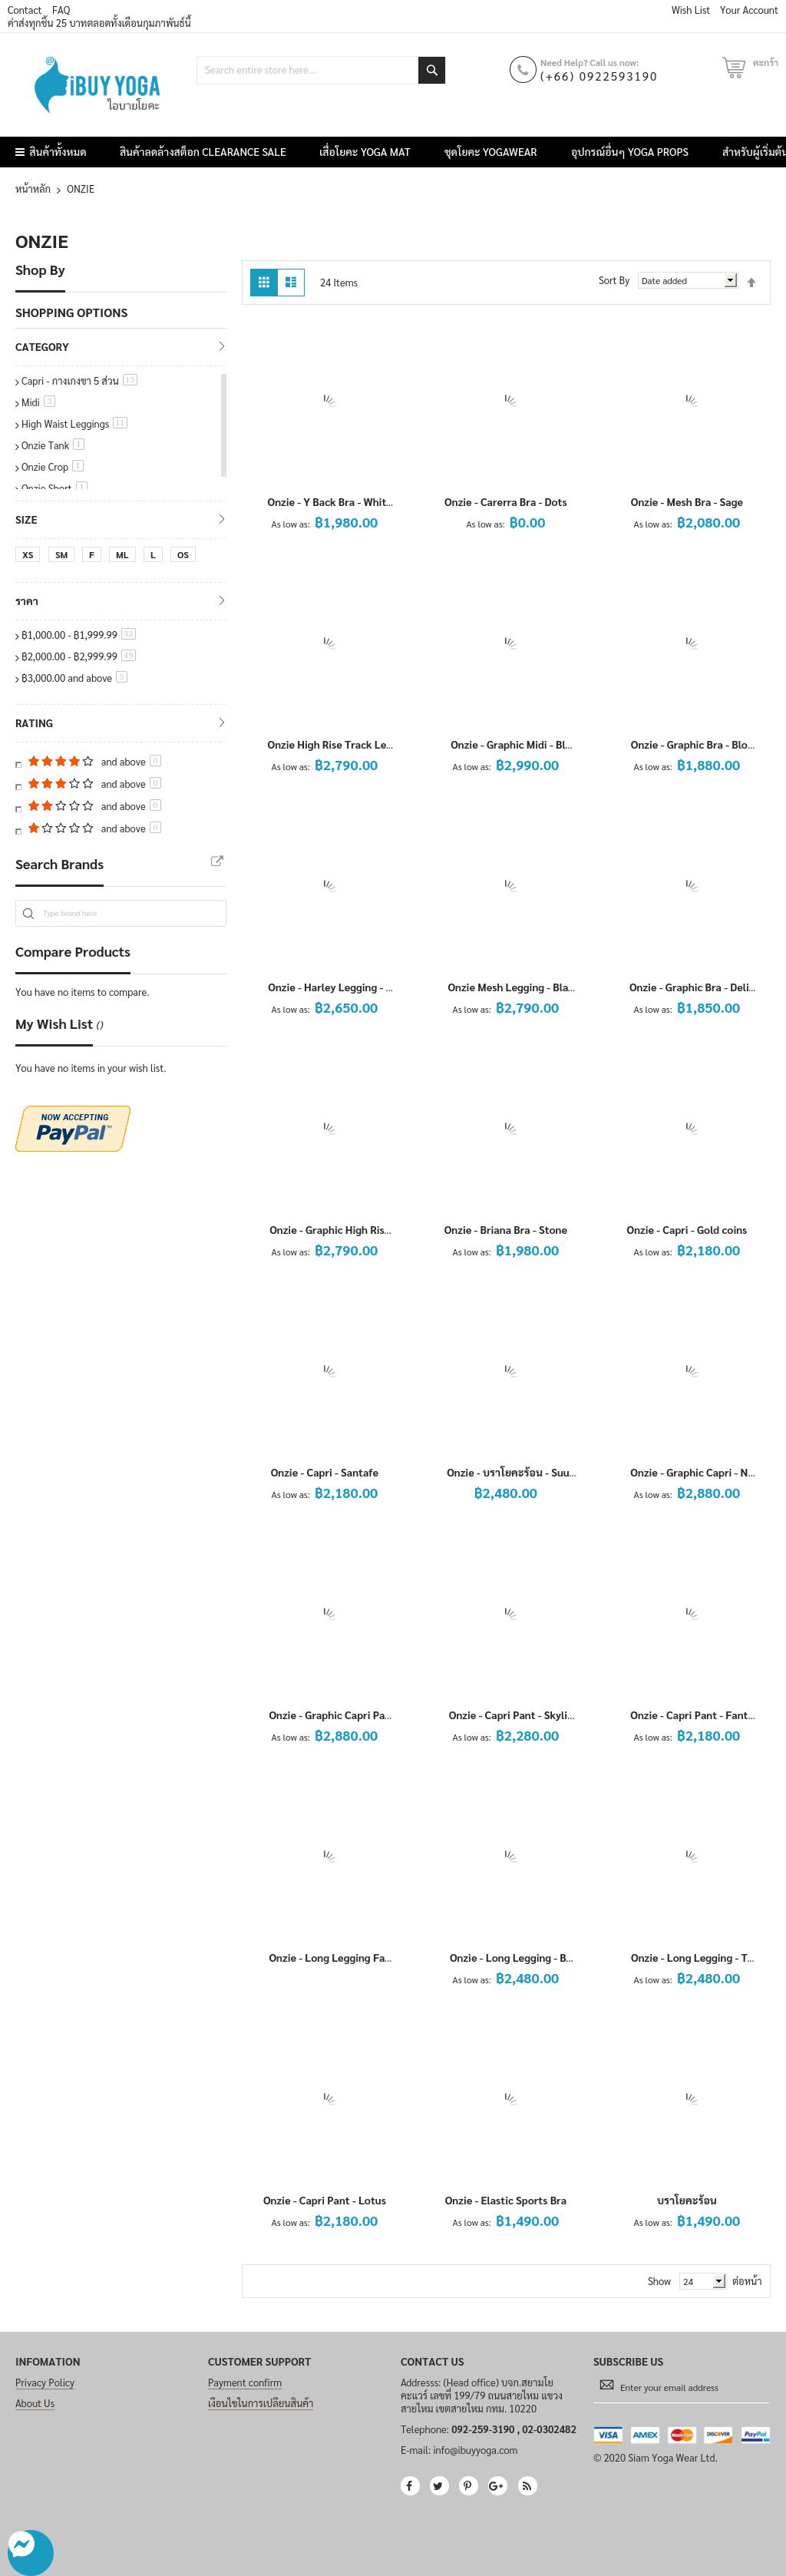 Contact FAQ
Wish List Your Account
ค่าส่งทุกชิ้น 25 บาทตลอดทั้งเดือนกุมภาพันธ์นี้
iBUY YOGA
ไอบายโยคะ
Search entire store here...
Need Help? Call us now:
(+66) 0922593190
ตะกร้า
สินค้าทั้งหมด สินค้าลดล้างสต็อก CLEARANCE SALE เสื่อโยคะ YOGA MAT ชุดโยคะ YOGAWEAR อุปกรณ์อื่นๆ YOGA PROPS สำหรับผู้เริ่มต้น
หน้าหลัก ONZIE
ONZIE
Shop By
SHOPPING OPTIONS
CATEGORY
Capri - กางเกงขา 5 ส่วน 15
Midi 3
High Waist Leggings 11
Onzie Tank 1
Onzie Crop 1
Onzie Short 1
SIZE
XS SM F ML L OS
ราคา
฿1,000.00 - ฿1,999.99 32
฿2,000.00 - ฿2,999.99 49
฿3,000.00 and above 5
RATING
and above 0
and above 0
and above 0
and above 0
Search Brands
Type brand here
Compare Products
You have no items to compare.
My Wish List ()
You have no items in your wish list.
NOW ACCEPTING
PayPal
24 Items
Sort By Date added
Onzie - Y Back Bra - Whit... Onzie - Carerra Bra - Dots Onzie - Mesh Bra - Sage
As low as: ฿1,980.00 As low as: ฿0.00 As low as: ฿2,080.00
Onzie High Rise Track Le... Onzie - Graphic Midi - Bl... Onzie - Graphic Bra - Blo...
As low as: ฿2,790.00 As low as: ฿2,990.00 As low as: ฿1,880.00
Onzie - Harley Legging - ... Onzie Mesh Legging - Bla... Onzie - Graphic Bra - Deli...
As low as: ฿2,650.00 As low as: ฿2,790.00 As low as: ฿1,850.00
Onzie - Graphic High Ris... Onzie - Briana Bra - Stone Onzie - Capri - Gold coins
As low as: ฿2,790.00 As low as: ฿1,980.00 As low as: ฿2,180.00
Onzie - Capri - Santafe Onzie - บราโยคะร้อน - Suu... Onzie - Graphic Capri - N...
As low as: ฿2,180.00 ฿2,480.00 As low as: ฿2,880.00
Onzie - Graphic Capri Pa... Onzie - Capri Pant - Skyli... Onzie - Capri Pant - Fant...
As low as: ฿2,880.00 As low as: ฿2,280.00 As low as: ฿2,180.00
Onzie - Long Legging Fa... Onzie - Long Legging - B... Onzie - Long Legging - T...
As low as: ฿2,480.00 As low as: ฿2,480.00
Onzie - Capri Pant - Lotus Onzie - Elastic Sports Bra บราโยคะร้อน
As low as: ฿2,180.00 As low as: ฿1,490.00 As low as: ฿1,490.00
Show 24 ต่อหน้า
INFOMATION
Privacy Policy
About Us
CUSTOMER SUPPORT
Payment confirm
เงือนไขในการเปลียนสินค้า
CONTACT US
Addresss: (Head office) บจก.สยามโย
คะแวร์ เลขที่ 199/79 ถนนสายไหม แขวง
สายไหม เขตสายไหม กทม. 10220
Telephone: 092-259-3190 , 02-0302482
E-mail: info@ibuyyoga.com
SUBSCRIBE US
Enter your email address
VISA AMEX MasterCard DISCOVER PayPal
© 2020 Siam Yoga Wear Ltd.